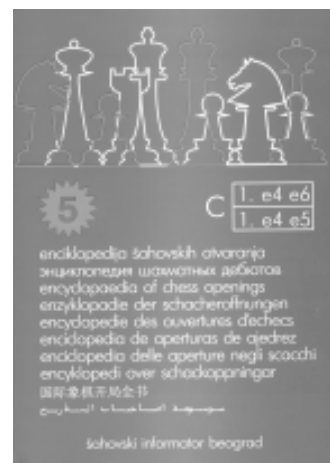 5
C
1. e4 e6
1. e4 e5
enciklopedija šahovskih otvaranja
энциклопедия шахматных дебютов
encyclopaedia of chess openings
enzyklopädie der schacheröffnungen
encyclopedie des ouvertures d'echecs
enciclopedia de aperturas de ajedrez
enciclopedia delle aperture negli scacchi
encyklopedi över schacköppningar
国际象棋开局全书
šahovski informator beograd